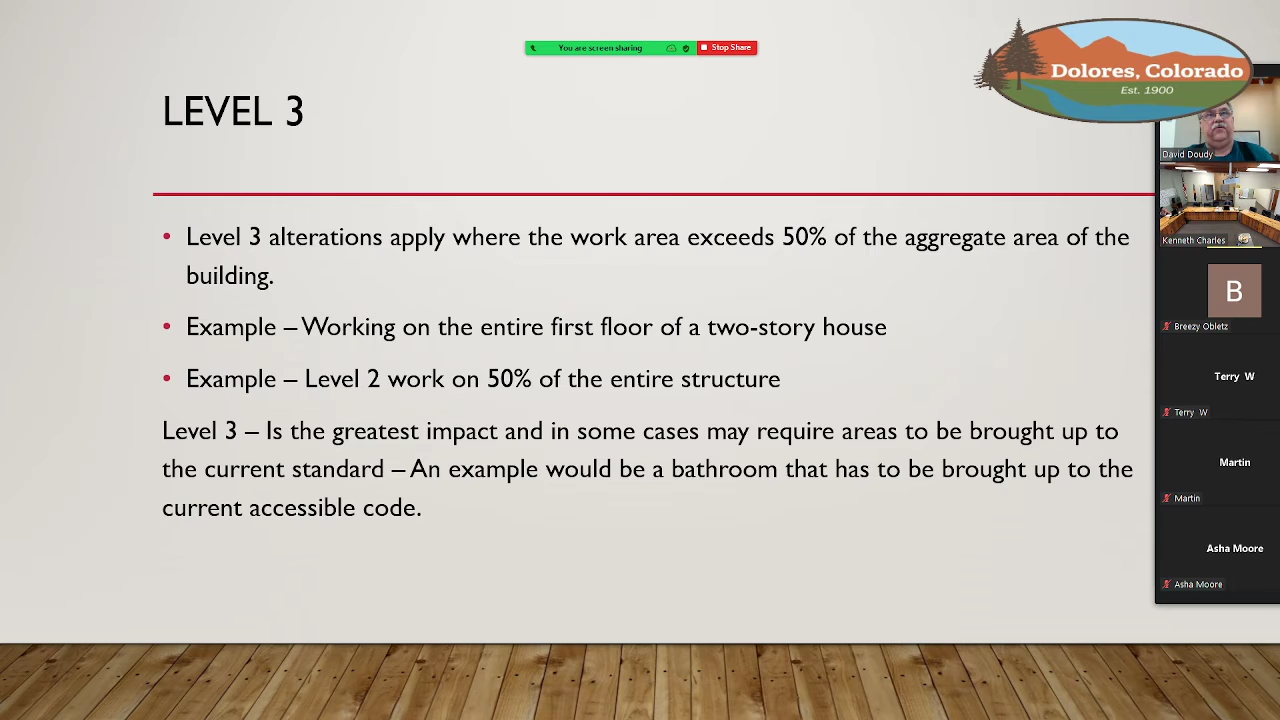 You are screen sharing
Stop Share
Dolores, Colorado
Est. 1900
LEVEL 3
• Level 3 alterations apply where the work area exceeds 50% of the aggregate area of the
building.
• Example – Working on the entire first floor of a two-story house
• Example – Level 2 work on 50% of the entire structure
Level 3 – Is the greatest impact and in some cases may require areas to be brought up to
the current standard – An example would be a bathroom that has to be brought up to the
current accessible code.
David Doudy
Kenneth Charles
B
Breezy Obletz
Terry W
Terry W
Martin
Martin
Asha Moore
Asha Moore